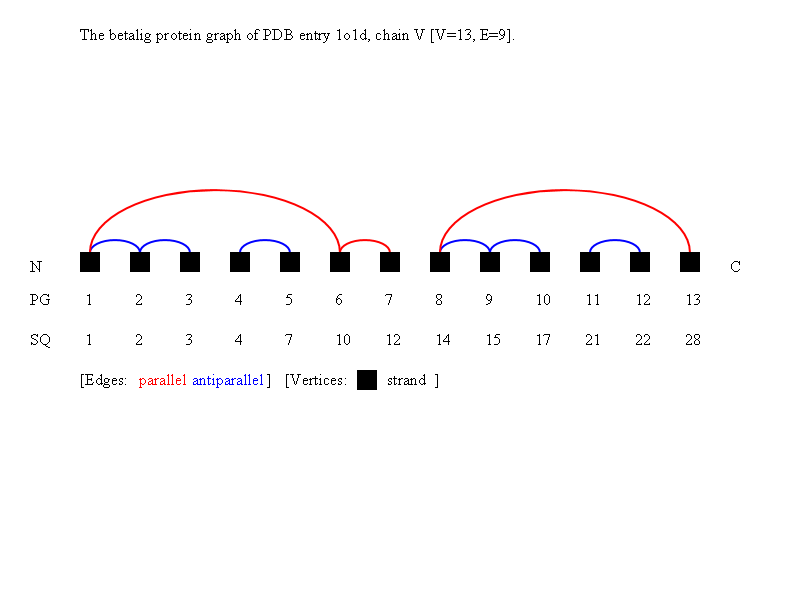 The betalig protein graph of PDB entry 1o1d, chain V [V=13, E=9].
N C
PG 1 2 3 4 5 6 7 8 9 10 11 12 13
SQ 1 2 3 4 7 10 12 14 15 17 21 22 28
[Edges: parallel antiparallel] [Vertices: strand ]